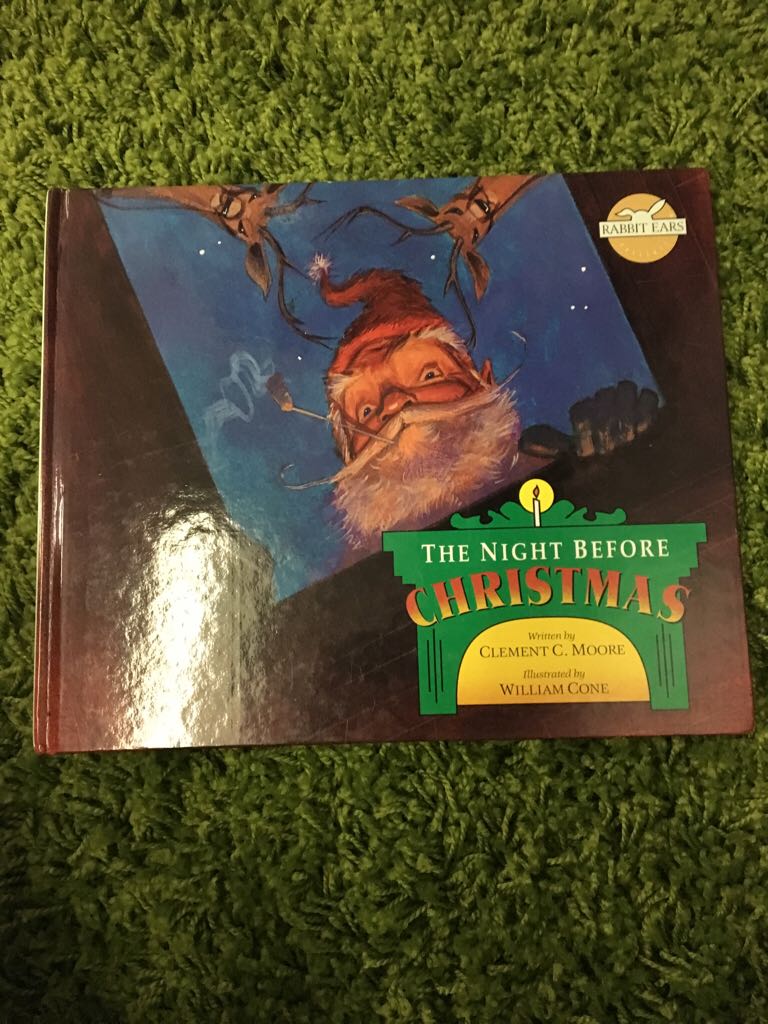 RABBIT EARS
THE NIGHT BEFORE
CHRISTMAS
Written by
CLEMENT C. MOORE
Illustrated by
WILLIAM CONE